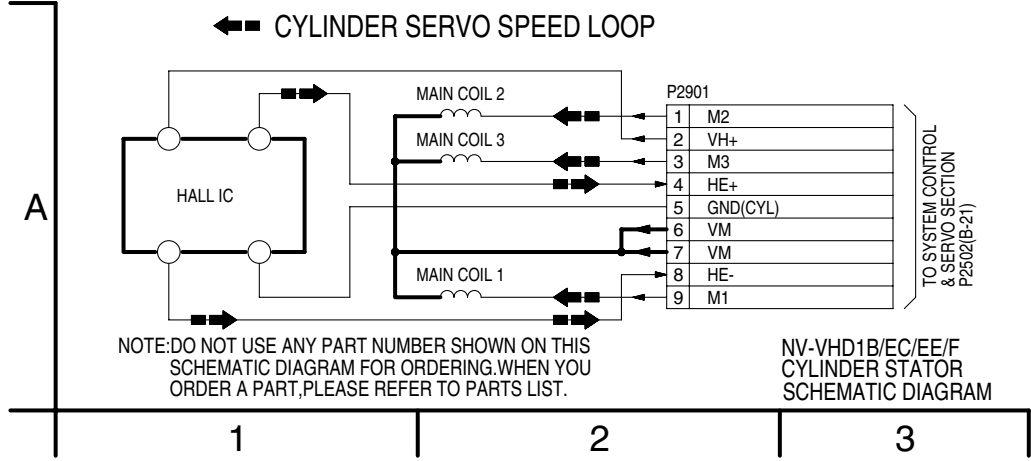 CYLINDER SERVO SPEED LOOP
P2901
MAIN COIL 2
1 M2
2 VH+
MAIN COIL 3
3 M3
4 HE+
HALL IC
5 GND(CYL)
6 VM
7 VM
MAIN COIL 1
8 HE-
9 M1
TO SYSTEM CONTROL
& SERVO SECTION
P2502(B-21)
A
NOTE:DO NOT USE ANY PART NUMBER SHOWN ON THIS
SCHEMATIC DIAGRAM FOR ORDERING.WHEN YOU
ORDER A PART,PLEASE REFER TO PARTS LIST.
NV-VHD1B/EC/EE/F
CYLINDER STATOR
SCHEMATIC DIAGRAM
1 2 3